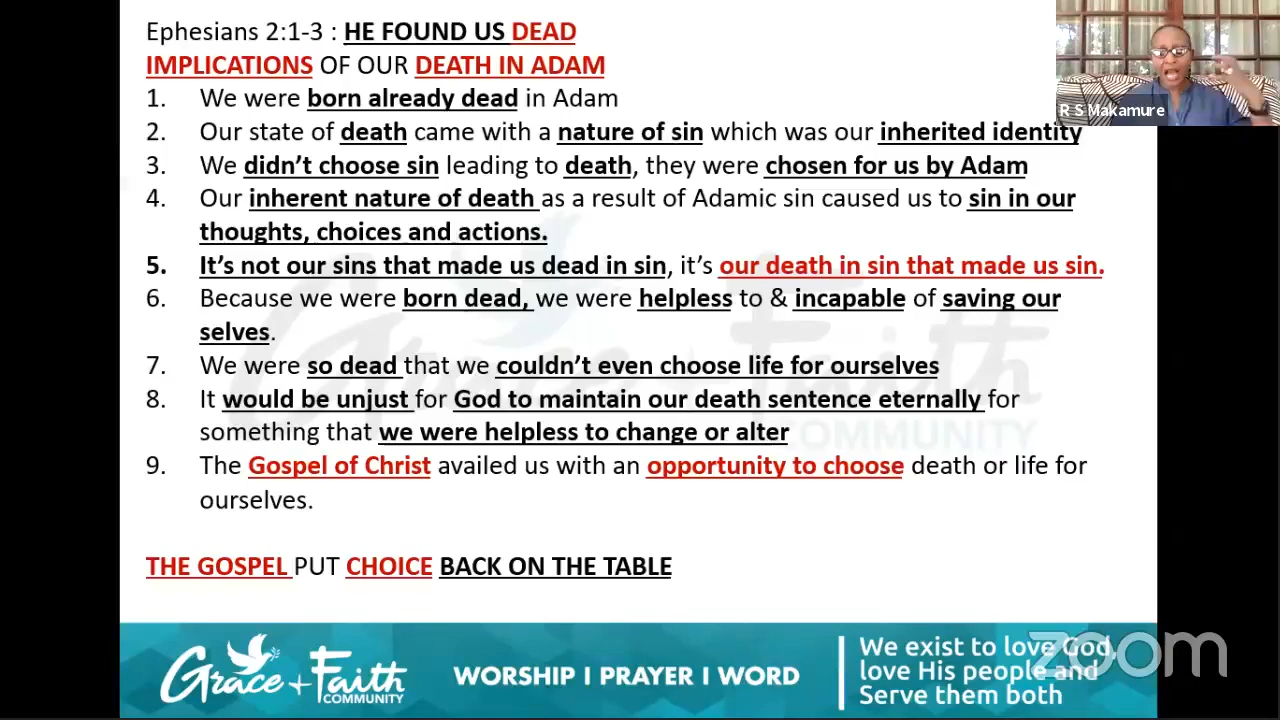 Ephesians 2:1-3 : HE FOUND US DEAD
IMPLICATIONS OF OUR DEATH IN ADAM
1. We were born already dead in Adam
2. Our state of death came with a nature of sin which was our inherited identity
3. We didn't choose sin leading to death, they were chosen for us by Adam
4. Our inherent nature of death as a result of Adamic sin caused us to sin in our
thoughts, choices and actions.
5. It's not our sins that made us dead in sin, it's our death in sin that made us sin.
6. Because we were born dead, we were helpless to & incapable of saving our
selves.
7. We were so dead that we couldn't even choose life for ourselves
8. It would be unjust for God to maintain our death sentence eternally for
something that we were helpless to change or alter
9. The Gospel of Christ availed us with an opportunity to choose death or life for
ourselves.
THE GOSPEL PUT CHOICE BACK ON THE TABLE
R S Makamure
Grace + Faith
COMMUNITY
Grace + Faith
COMMUNITY
WORSHIP I PRAYER I WORD
We exist to love God,
love His people and
Serve them both
zoom